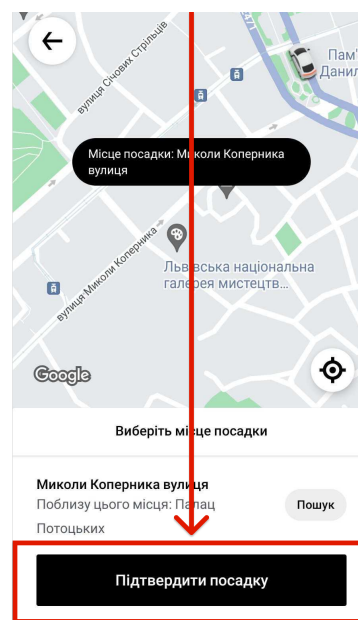 вулиця Січових Стрільців
Пам'
Данил
Місце посадки: Миколи Коперника
вулиця
вулиця Миколи Коперника
Львівська національна
галерея мистецтв...
Google
Виберіть місце посадки
Миколи Коперника вулиця
Поблизу цього місця: Палац
Потоцьких
Пошук
Підтвердити посадку